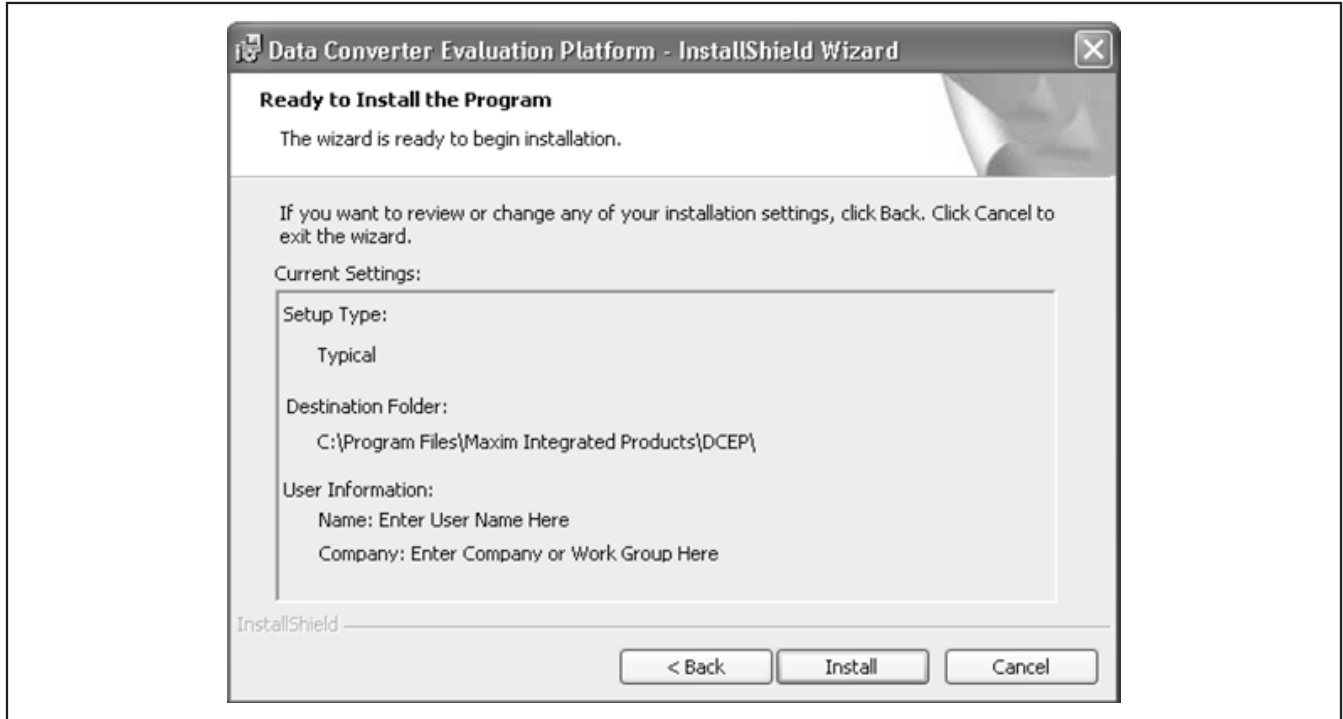 Data Converter Evaluation Platform - InstallShield Wizard
Ready to Install the Program
The wizard is ready to begin installation.
If you want to review or change any of your installation settings, click Back. Click Cancel to
exit the wizard.
Current Settings:
Setup Type:
Typical
Destination Folder:
C:\Program Files\Maxim Integrated Products\DCEP\
User Information:
Name: Enter User Name Here
Company: Enter Company or Work Group Here
InstallShield
< Back
Install
Cancel